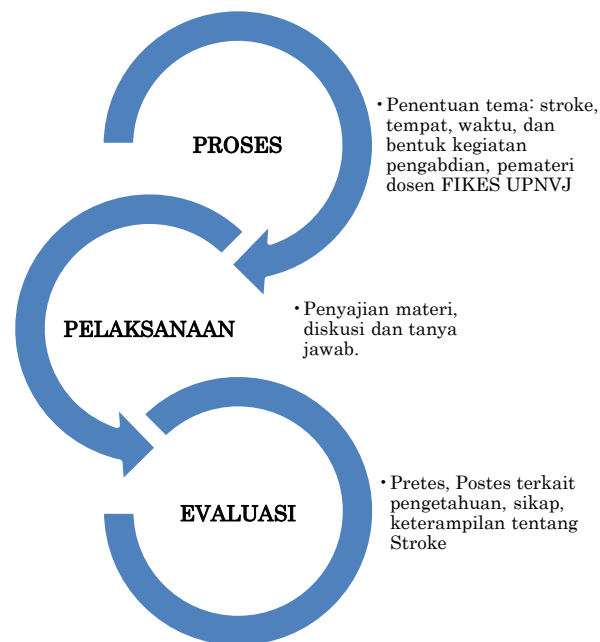 PROSES
• Penentuan tema: stroke,
tempat, waktu, dan
bentuk kegiatan
pengabdian, pemateri
dosen FIKES UPNVJ
PELAKSANAAN
• Penyajian materi,
diskusi dan tanya
jawab.
EVALUASI
• Pretes, Postes terkait
pengetahuan, sikap,
keterampilan tentang
Stroke